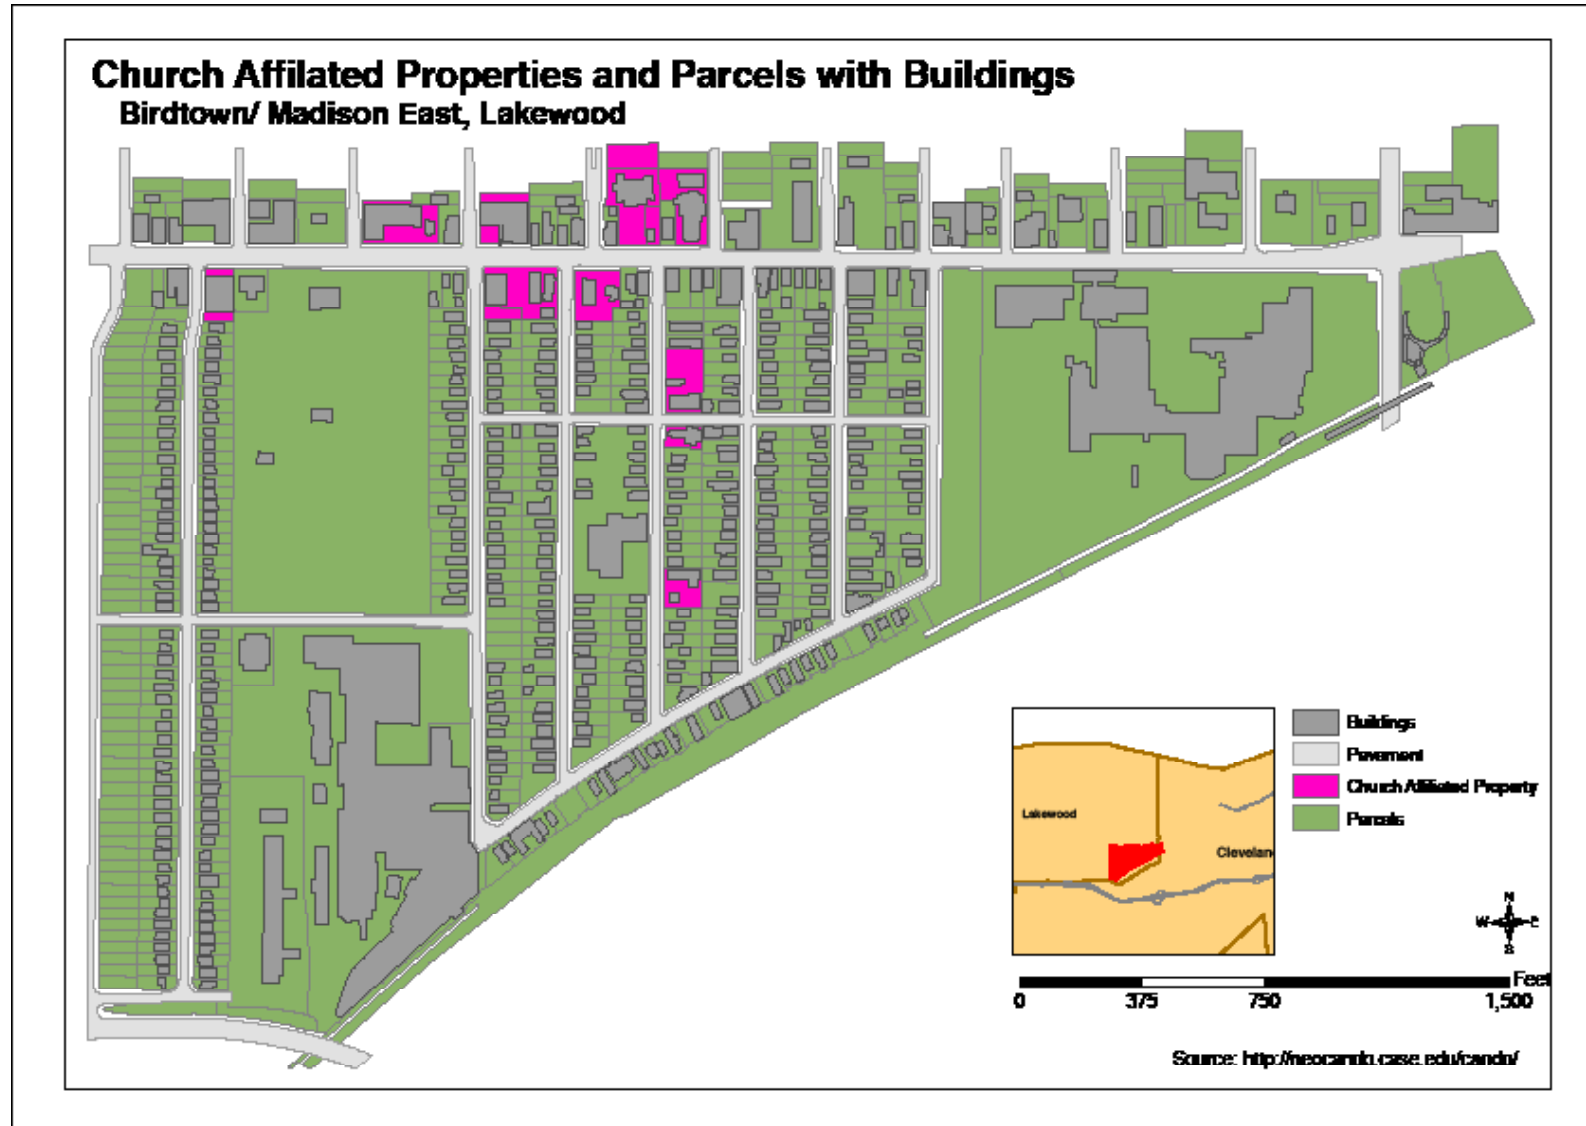 Church Affilated Properties and Parcels with Buildings
Birdtown/ Madison East, Lakewood
Lakewood
Clevelan
Buildings
Pavement
Church Affiliated Property
Parcels
N
W E
S
Feet
0 375 750 1,500
Source: http://neocando.case.edu/cando/